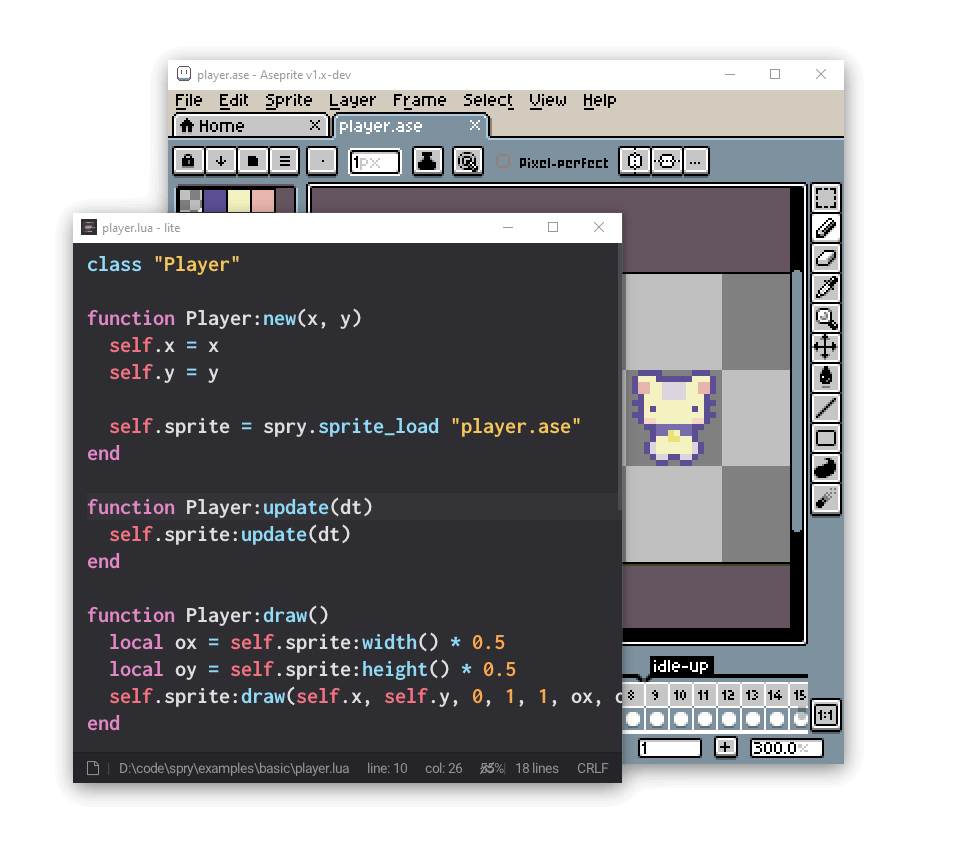 player.ase - Aseprite v1.x-dev
File Edit Sprite Layer Frame Select View Help
Home player.ase
1px Pixel-perfect
player.lua - lite
class "Player"
function Player:new(x, y)
self.x = x
self.y = y
self.sprite = spry.sprite_load "player.ase"
end
function Player:update(dt)
self.sprite:update(dt)
end
function Player:draw()
local ox = self.sprite:width() * 0.5
local oy = self.sprite:height() * 0.5
self.sprite:draw(self.x, self.y, 0, 1, 1, ox,
end
D:\code\spry\examples\basic\player.lua line: 10 col: 26 18 lines CRLF
idle-up
8 9 10 11 12 13 14 15
1:1
1 + 300.0%